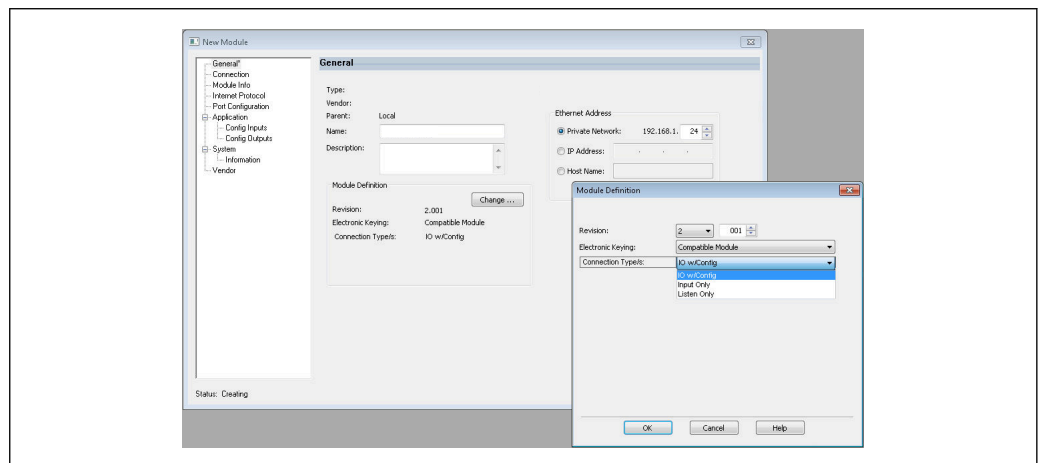 New Module
General*
Connection
Module Info
Internet Protocol
Port Configuration
Application
Config Inputs
Config Outputs
System
Information
Vendor
Status: Creating
General
Type:
Vendor:
Parent: Local
Name:
Description:
Module Definition
Change ...
Revision: 2.001
Electronic Keying: Compatible Module
Connection Type/s: IO w/Config
Ethernet Address
Private Network: 192.168.1. 24
IP Address: . . .
Host Name:
Module Definition
Revision: 2 001
Electronic Keying: Compatible Module
Connection Type/s: IO w/Config
IO w/Config
Input Only
Listen Only
OK Cancel Help